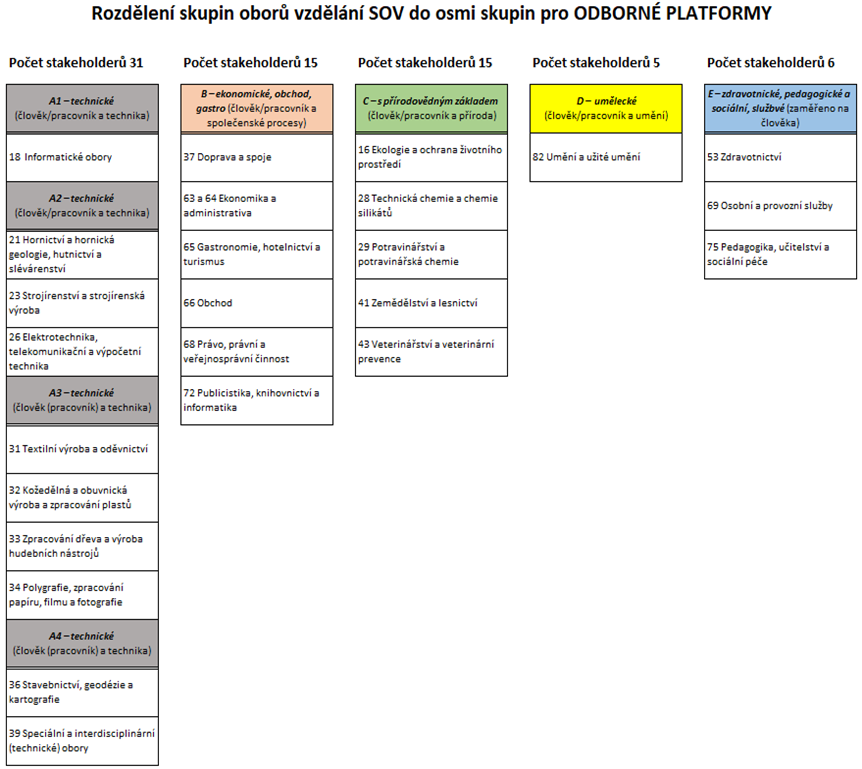 Rozdělení skupin oborů vzdělání SOV do osmi skupin pro ODBORNÉ PLATFORMY
Počet stakeholderů 31
A1 – technické
(člověk/pracovník a technika)
18 Informatické obory
A2 – technické
(člověk/pracovník a technika)
21 Hornictví a hornická
geologie, hutnictví a
slévárenství
23 Strojírenství a strojírenská
výroba
26 Elektrotechnika,
telekomunikační a výpočetní
technika
A3 – technické
(člověk (pracovník) a technika)
31 Textilní výroba a oděvnictví
32 Kožedělná a obuvnická
výroba a zpracování plastů
33 Zpracování dřeva a výroba
hudebních nástrojů
34 Polygrafie, zpracování
papíru, filmu a fotografie
A4 – technické
(člověk (pracovník) a technika)
36 Stavebnictví, geodézie a
kartografie
39 Speciální a interdisciplinární
(technické) obory
Počet stakeholderů 15
B – ekonomické, obchod,
gastro (člověk/pracovník a
společenské procesy)
37 Doprava a spoje
63 a 64 Ekonomika a
administrativa
65 Gastronomie, hotelnictví a
turismus
66 Obchod
68 Právo, právní a
veřejnosprávní činnost
72 Publicistika, knihovnictví a
informatika
Počet stakeholderů 15
C – s přírodovědným základem
(člověk/pracovník a příroda)
16 Ekologie a ochrana životního
prostředí
28 Technická chemie a chemie
silikátů
29 Potravinářství a
potravinářská chemie
41 Zemědělství a lesnictví
43 Veterinářství a veterinární
prevence
Počet stakeholderů 5
D – umělecké
(člověk/pracovník a umění)
82 Umění a užité umění
Počet stakeholderů 6
E – zdravotnické, pedagogické a
sociální, službvé (zaměřeno na
člověka)
53 Zdravotnictví
69 Osobní a provozní služby
75 Pedagogika, učitelství a
sociální péče